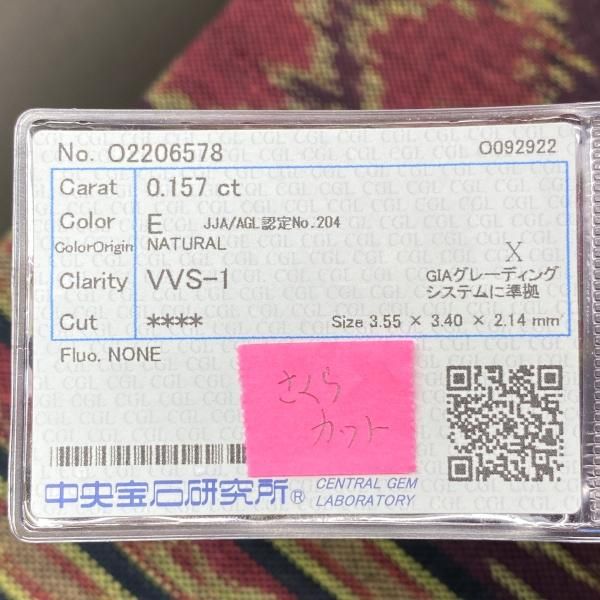 No. O2206578
O092922
Carat 0.157 ct
Color E JJA/AGL認定No.204
ColorOrigin NATURAL
X
Clarity VVS-1
GIAグレーディング
システムに準拠
Cut ****
Size 3.55 × 3.40 × 2.14 mm
Fluo. NONE
さくら
カット
中央宝石研究所®
CENTRAL GEM
LABORATORY